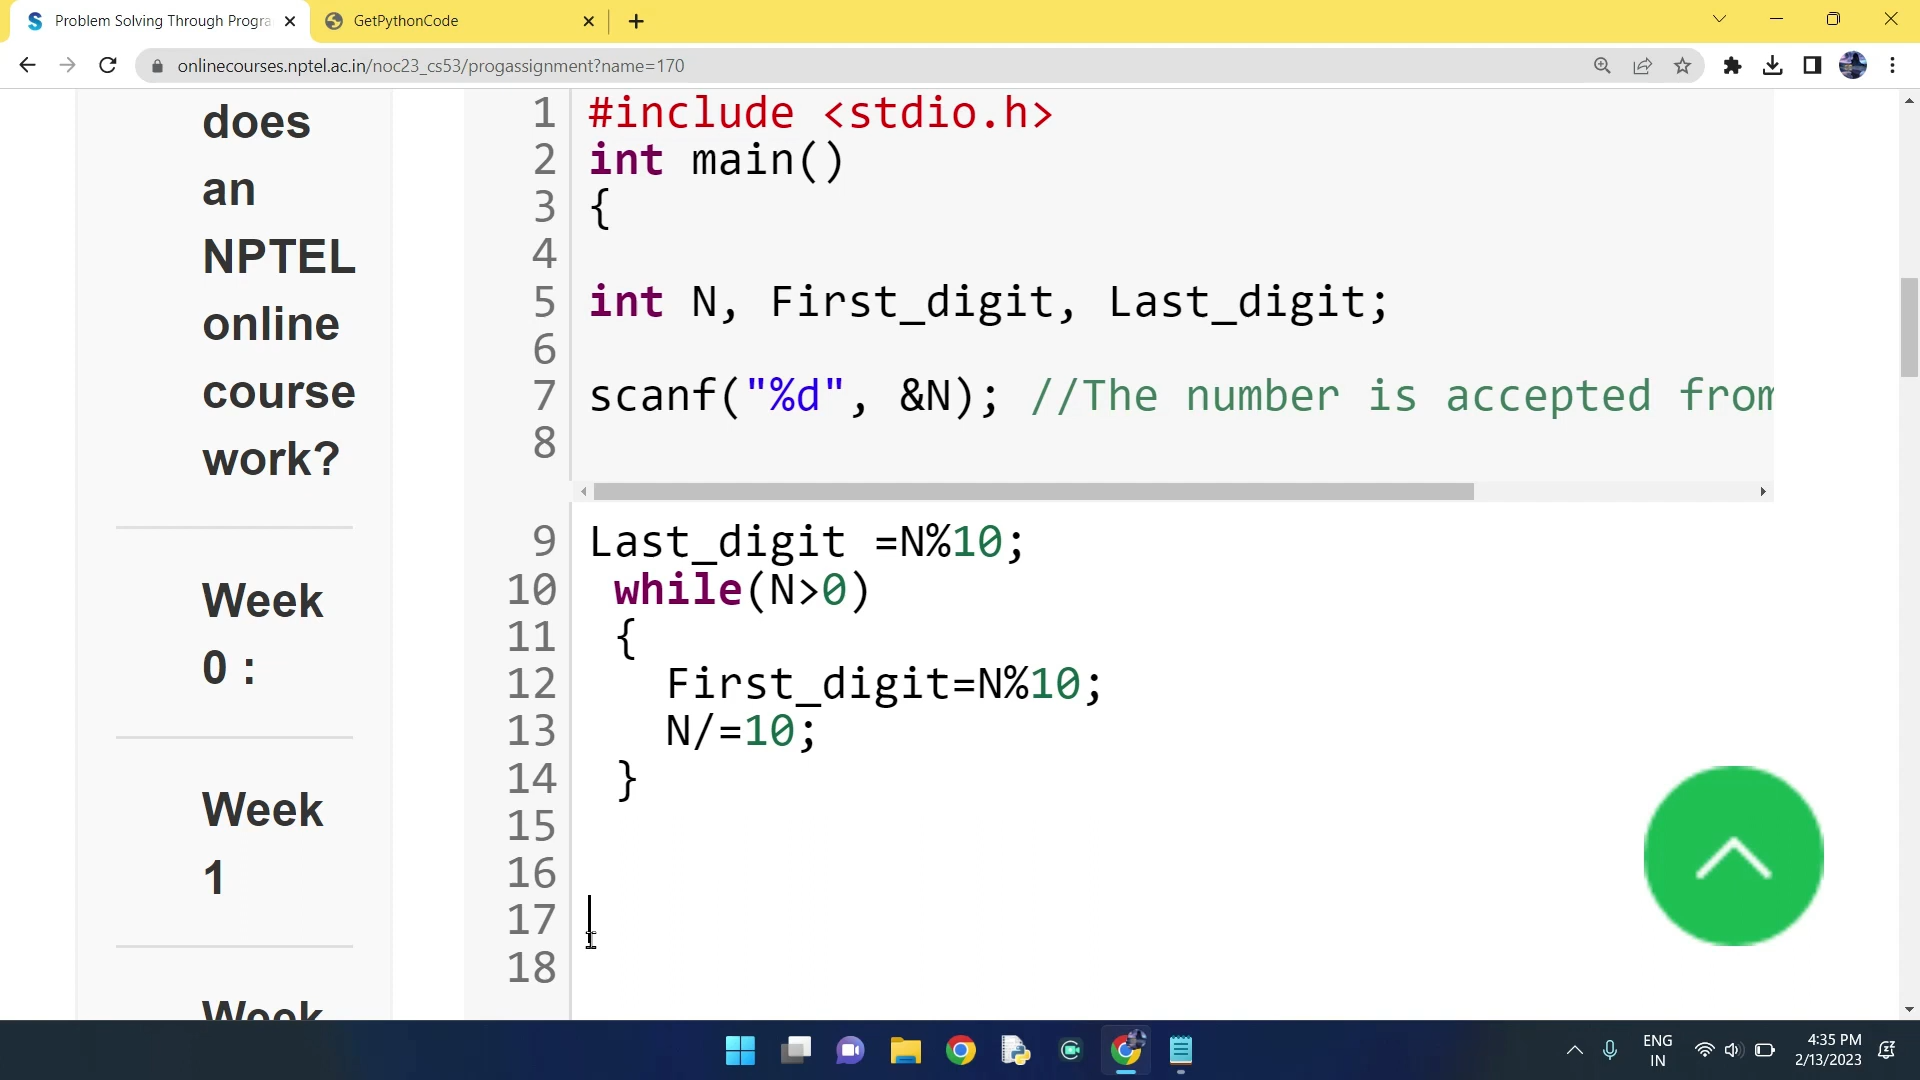 Problem Solving Through Progra
GetPythonCode
onlinecourses.nptel.ac.in/noc23_cs53/progassignment?name=170
does
an
NPTEL
online
course
work?
Week
0 :
Week
1
Week
1 #include <stdio.h>
2 int main()
3 {
4
5 int N, First_digit, Last_digit;
6
7 scanf("%d", &N); //The number is accepted from
8
9 Last_digit =N%10;
10 while(N>0)
11 {
12 First_digit=N%10;
13 N/=10;
14 }
15
16
17
18
ENG
IN
4:35 PM
2/13/2023